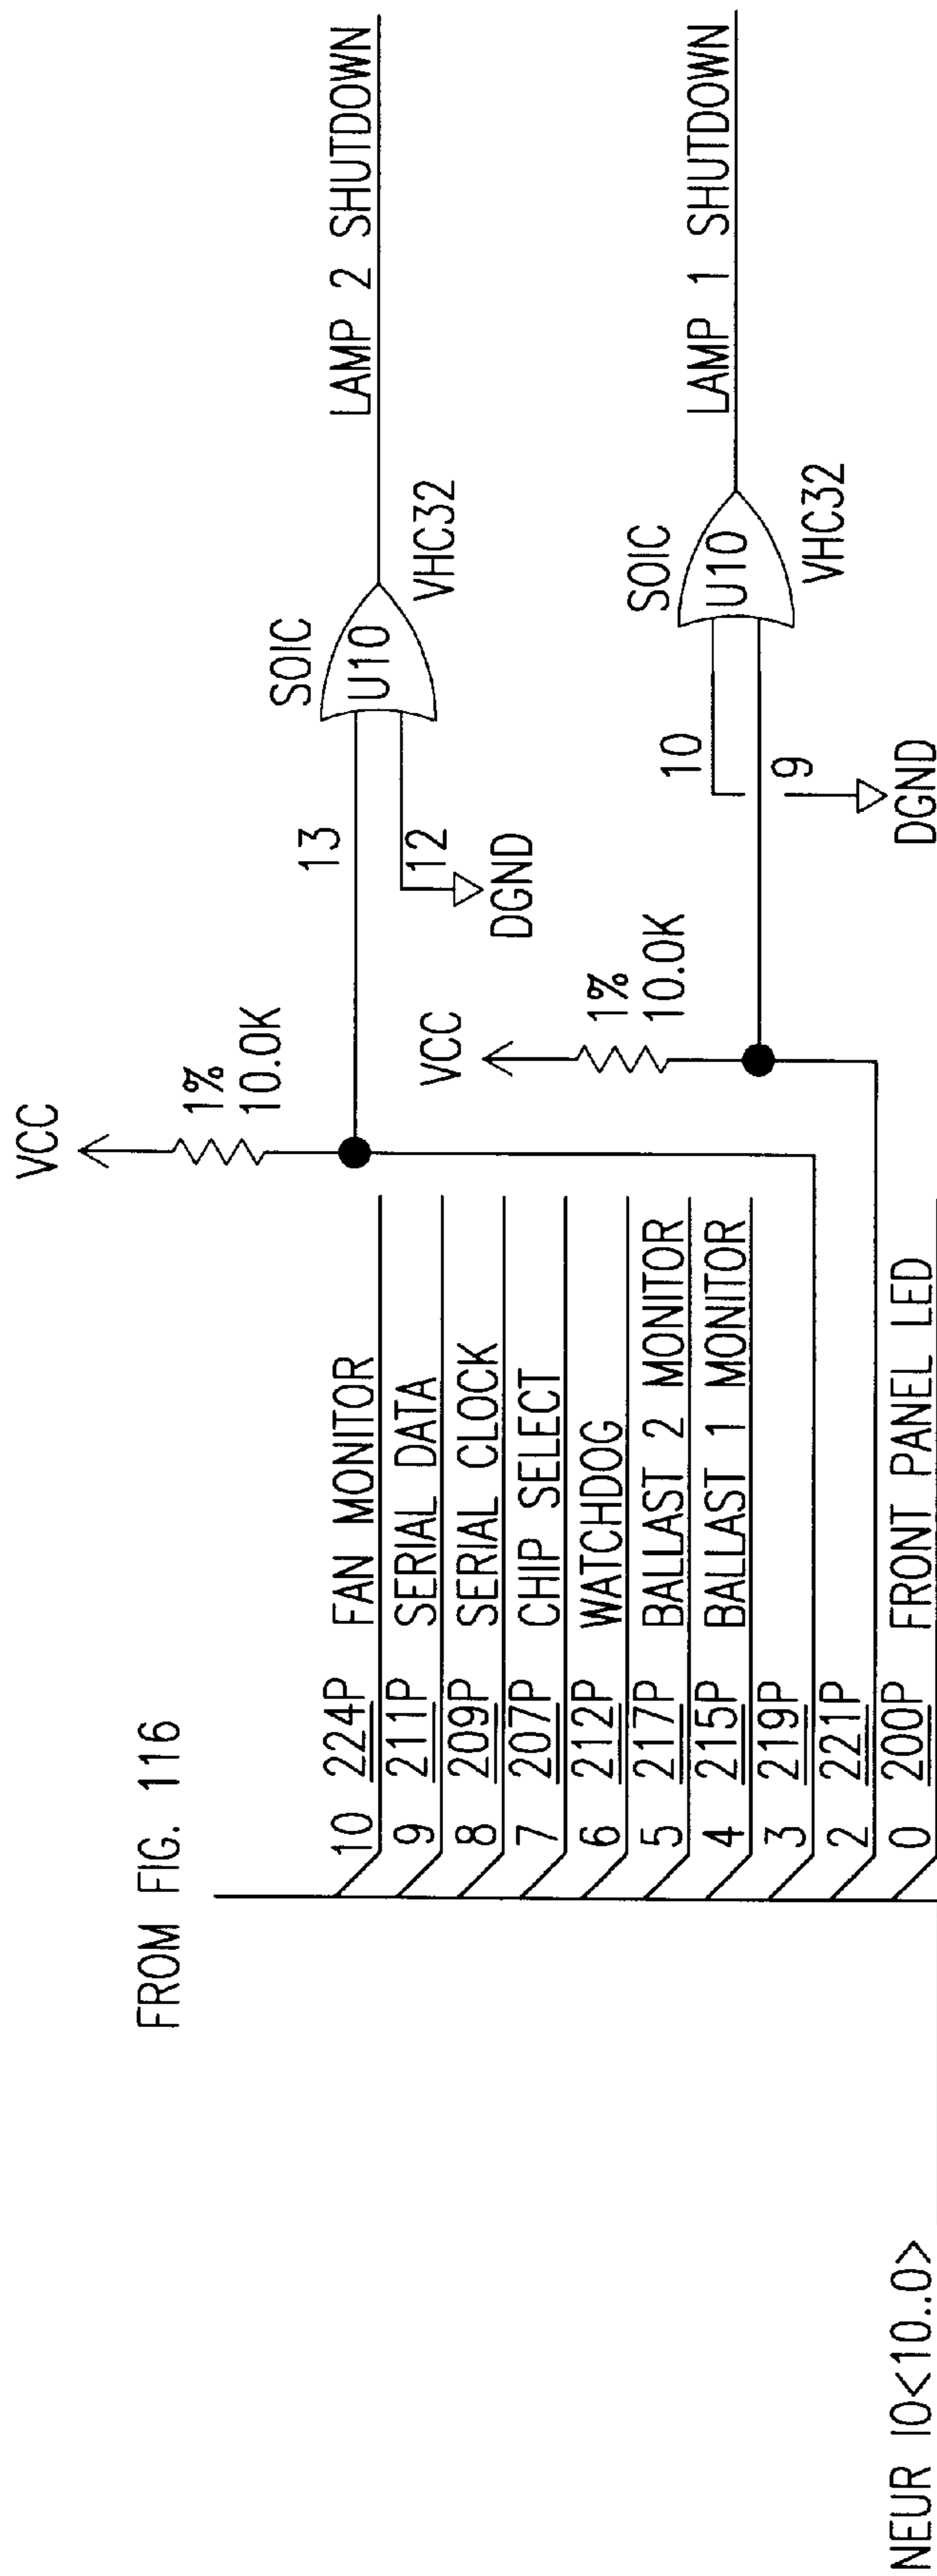 FROM FIG. 116
VCC
1%
10.0K
SOIC
U10
VHC32
13
12
DGND
LAMP 2 SHUTDOWN
VCC
1%
10.0K
SOIC
U10
VHC32
10
9
DGND
LAMP 1 SHUTDOWN
10 224P FAN MONITOR
9 211P SERIAL DATA
8 209P SERIAL CLOCK
7 207P CHIP SELECT
6 212P WATCHDOG
5 217P BALLAST 2 MONITOR
4 215P BALLAST 1 MONITOR
3 219P
2 221P
0 200P FRONT PANEL LED
NEUR IO<10..0>